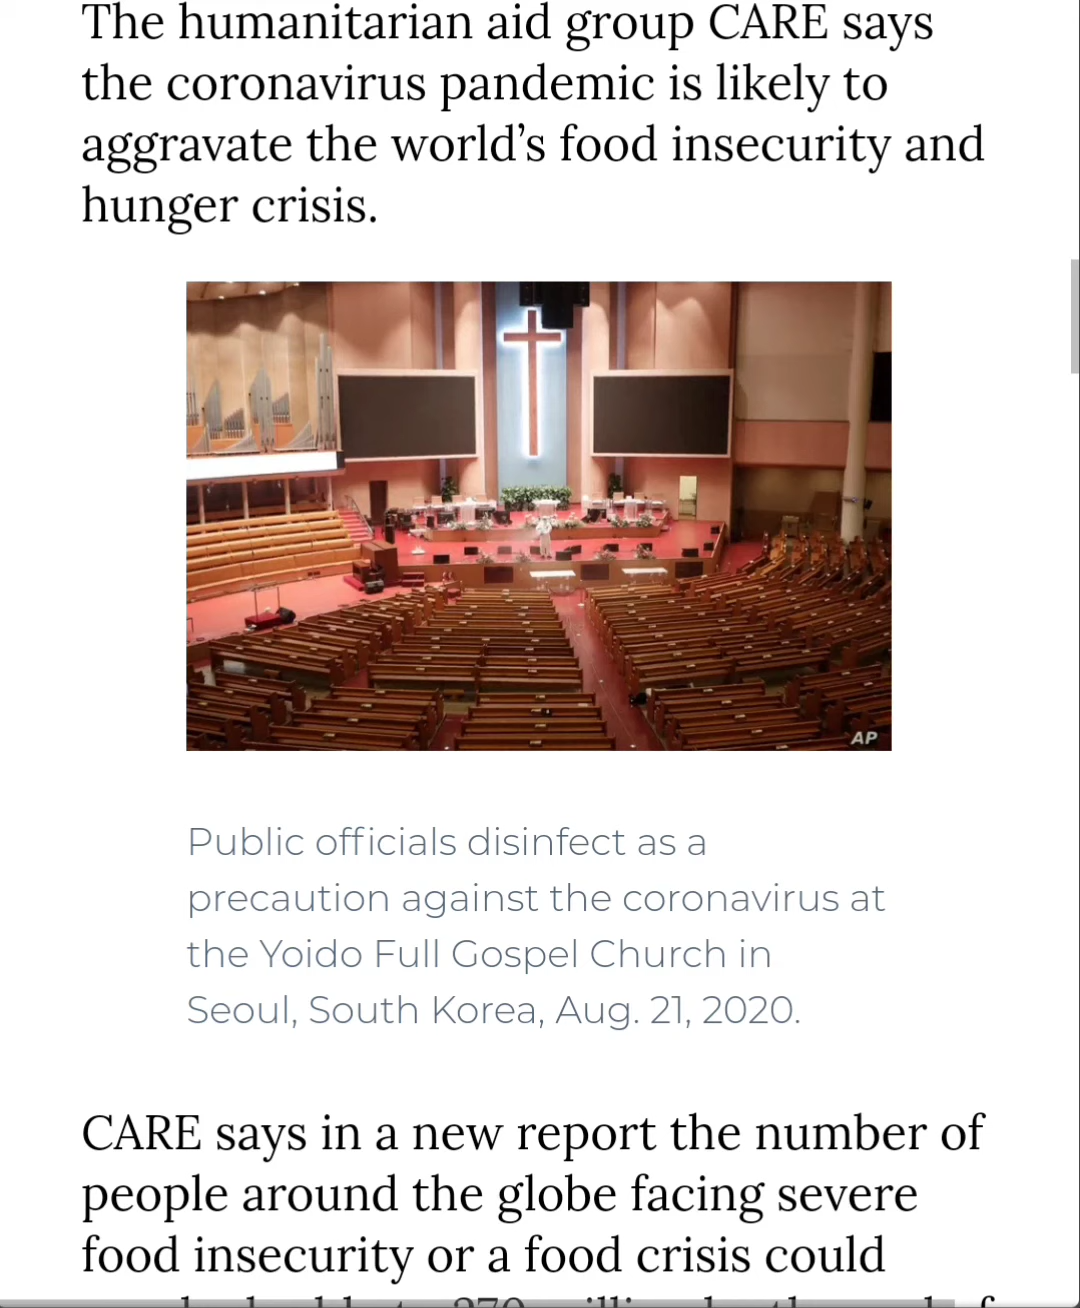 The humanitarian aid group CARE says
the coronavirus pandemic is likely to
aggravate the world’s food insecurity and
hunger crisis.
AP
Public officials disinfect as a
precaution against the coronavirus at
the Yoido Full Gospel Church in
Seoul, South Korea, Aug. 21, 2020.
CARE says in a new report the number of
people around the globe facing severe
food insecurity or a food crisis could